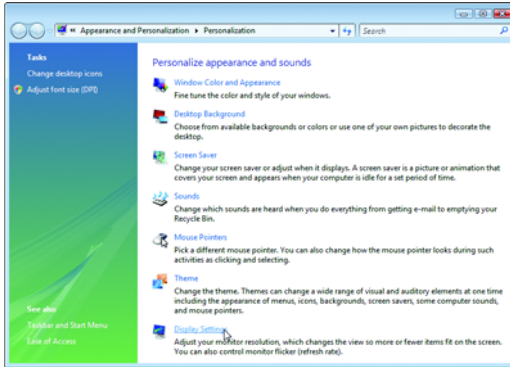 « Appearance and Personalization ▸ Personalization
Search
Tasks
Change desktop icons
Adjust font size (DPI)
See also
Taskbar and Start Menu
Ease of Access
Personalize appearance and sounds
Window Color and Appearance
Fine tune the color and style of your windows.
Desktop Background
Choose from available backgrounds or colors or use one of your own pictures to decorate the
desktop.
Screen Saver
Change your screen saver or adjust when it displays. A screen saver is a picture or animation that
covers your screen and appears when your computer is idle for a set period of time.
Sounds
Change which sounds are heard when you do everything from getting e-mail to emptying your
Recycle Bin.
Mouse Pointers
Pick a different mouse pointer. You can also change how the mouse pointer looks during such
activities as clicking and selecting.
Theme
Change the theme. Themes can change a wide range of visual and auditory elements at one time
including the appearance of menus, icons, backgrounds, screen savers, some computer sounds,
and mouse pointers.
Display Settings
Adjust your monitor resolution, which changes the view so more or fewer items fit on the screen.
You can also control monitor flicker (refresh rate).